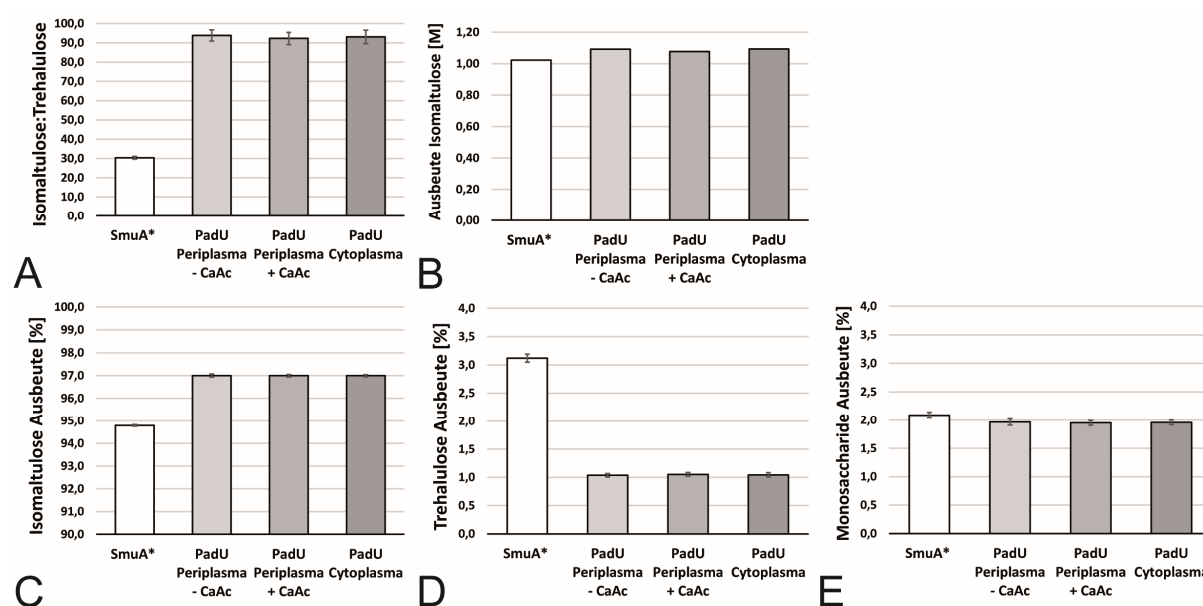 Isomaltulose:Trehalulose
100,0
90,0
80,0
70,0
60,0
50,0
40,0
30,0
20,0
10,0
0,0
SmuA*
PadU
Periplasma
- CaAc
PadU
Periplasma
+ CaAc
PadU
Cytoplasma
A
Ausbeute Isomaltulose [M]
1,20
1,00
0,80
0,60
0,40
0,20
0,00
SmuA*
PadU
Periplasma
- CaAc
PadU
Periplasma
+ CaAc
PadU
Cytoplasma
B
Isomaltulose Ausbeute [%]
100,0
99,0
98,0
97,0
96,0
95,0
94,0
93,0
92,0
91,0
90,0
SmuA*
PadU
Periplasma
- CaAc
PadU
Periplasma
+ CaAc
PadU
Cytoplasma
C
Trehalulose Ausbeute [%]
4,0
3,5
3,0
2,5
2,0
1,5
1,0
0,5
0,0
SmuA*
PadU
Periplasma
- CaAc
PadU
Periplasma
+ CaAc
PadU
Cytoplasma
D
Monosaccharide Ausbeute [%]
4,0
3,5
3,0
2,5
2,0
1,5
1,0
0,5
0,0
SmuA*
PadU
Periplasma
- CaAc
PadU
Periplasma
+ CaAc
PadU
Cytoplasma
E